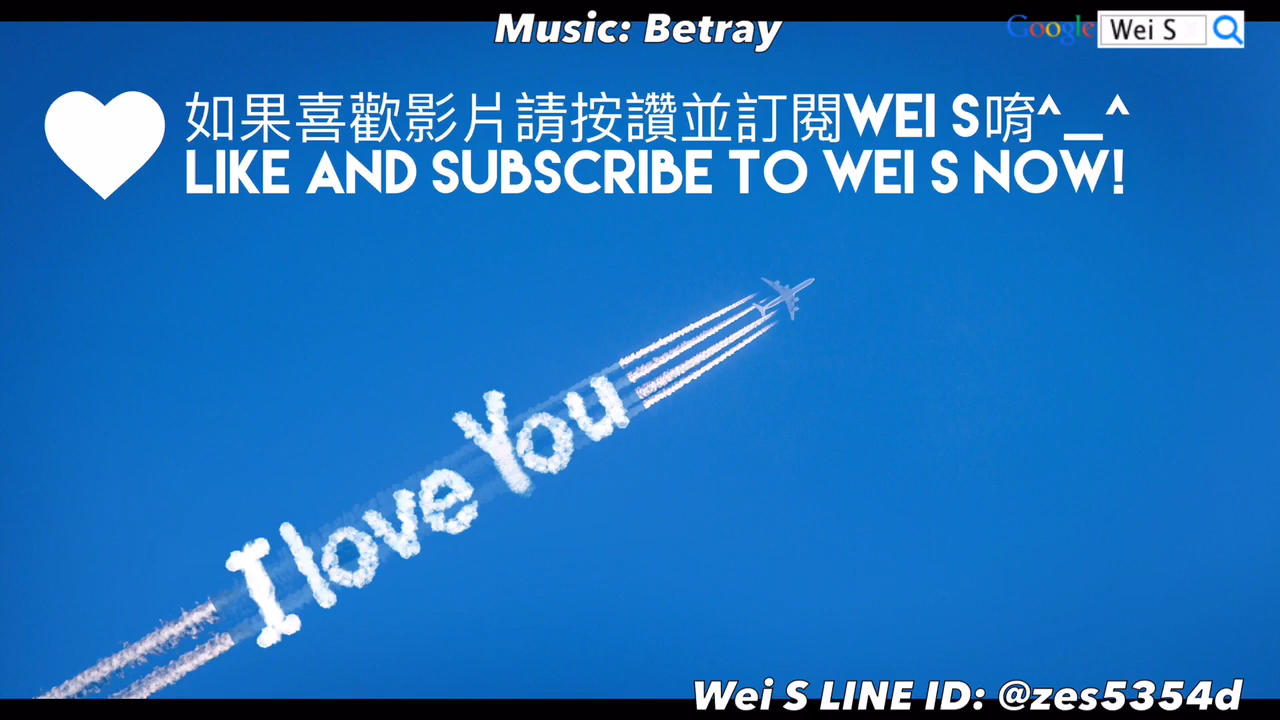 Music: Betray
Google Wei S
如果喜歡影片請按讚並訂閱WEI S唷^_^
LIKE AND SUBSCRIBE TO WEI S NOW!
I love You
Wei S LINE ID: @zes5354d